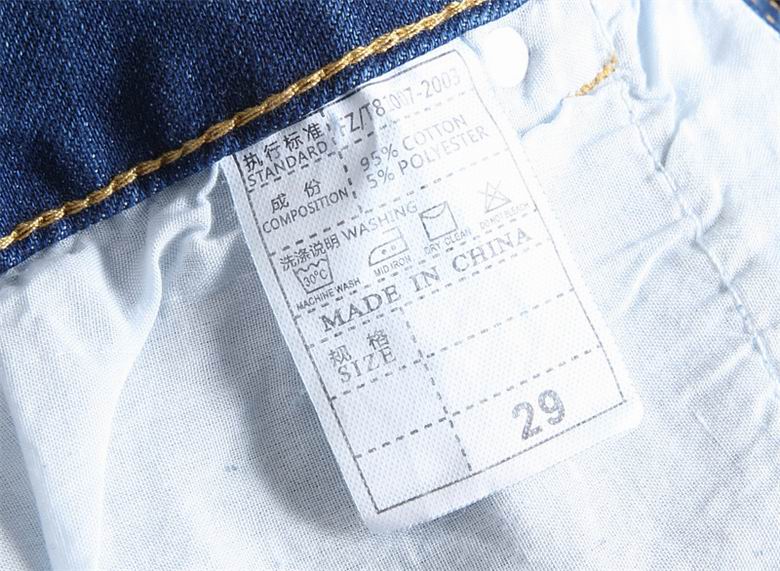 执行标准 FZ/T81007-2003
STANDARD
成 份 95% COTTON
COMPOSITION 5% POLYESTER
洗涤说明 WASHING
30°C
MACHINE WASH MID IRON DRY CLEAN DO NOT BLEACH
MADE IN CHINA
规 格
SIZE
29